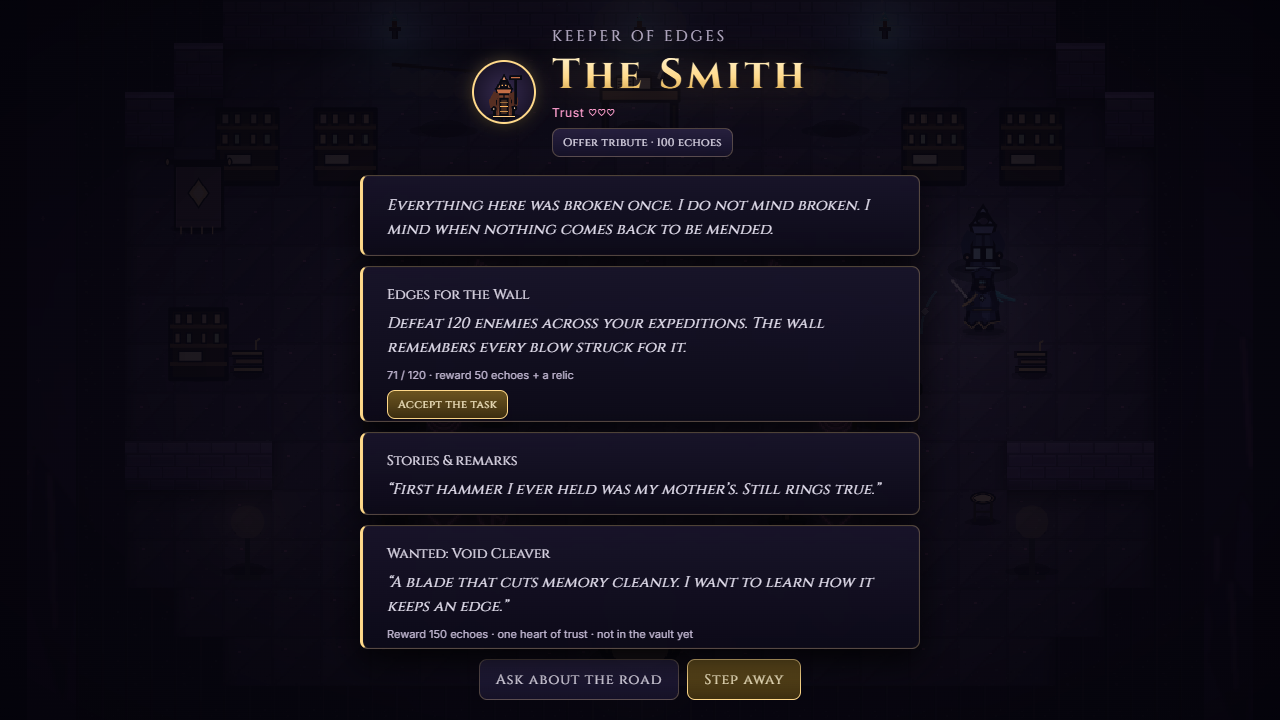 KEEPER OF EDGES
THE SMITH
Trust ♡♡♡
OFFER TRIBUTE · 100 ECHOES
EVERYTHING HERE WAS BROKEN ONCE. I DO NOT MIND BROKEN. I
MIND WHEN NOTHING COMES BACK TO BE MENDED.
EDGES FOR THE WALL
DEFEAT 120 ENEMIES ACROSS YOUR EXPEDITIONS. THE WALL
REMEMBERS EVERY BLOW STRUCK FOR IT.
71 / 120 · reward 50 echoes + a relic
ACCEPT THE TASK
STORIES & REMARKS
“FIRST HAMMER I EVER HELD WAS MY MOTHER’S. STILL RINGS TRUE.”
WANTED: VOID CLEAVER
“A BLADE THAT CUTS MEMORY CLEANLY. I WANT TO LEARN HOW IT
KEEPS AN EDGE.”
Reward 150 echoes · one heart of trust · not in the vault yet
ASK ABOUT THE ROAD
STEP AWAY